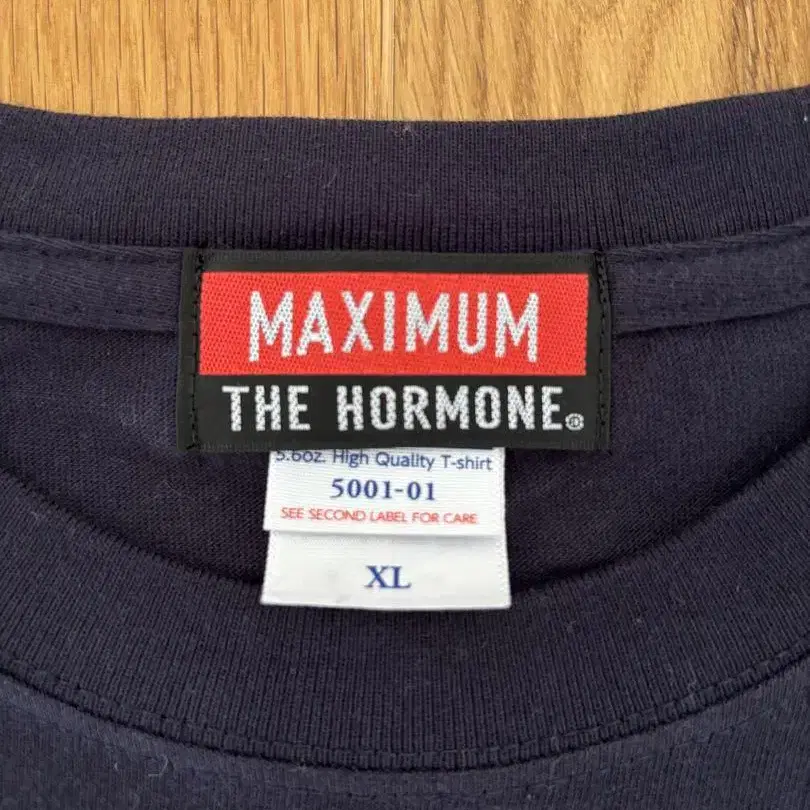 MAXIMUM
THE HORMONE®
5.6oz. High Quality T-shirt
5001-01
SEE SECOND LABEL FOR CARE
XL